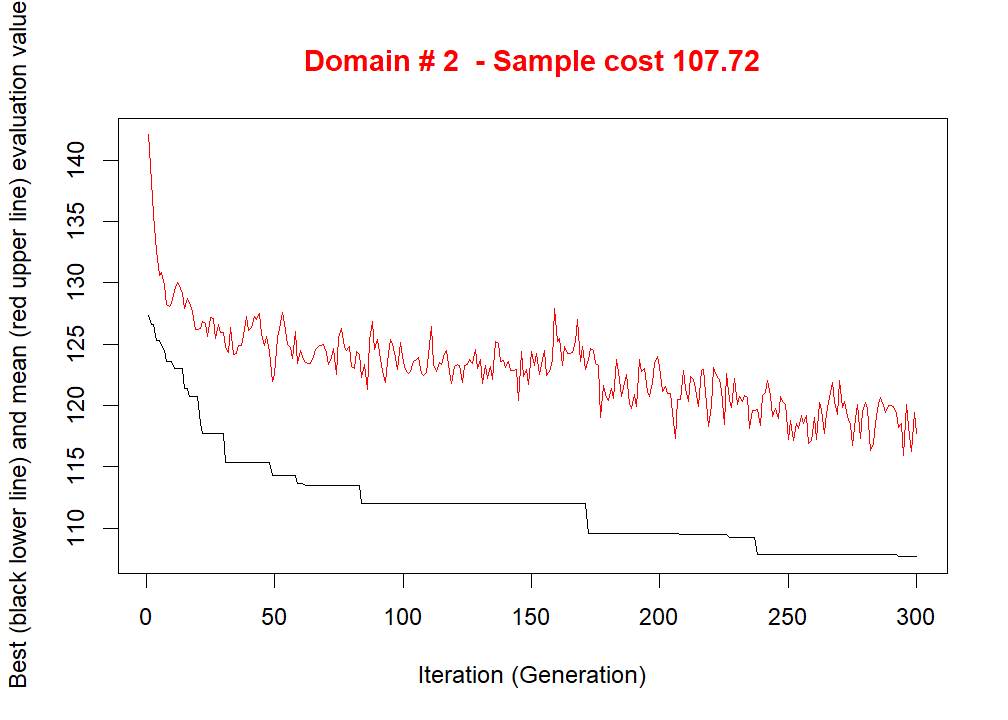 Domain # 2  - Sample cost 107.72
Best (black lower line) and mean (red upper line) evaluation value
140
135
130
125
120
115
110
0 50 100 150 200 250 300
Iteration (Generation)